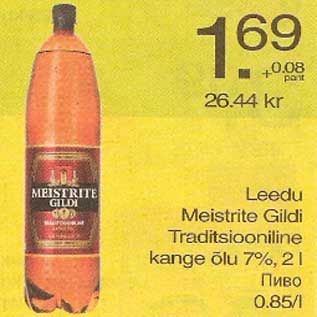 1.69
+0.08
pant
26.44 kr
MEISTRITE
GILDI
Leedu
Meistrite Gildi
Traditsiooniline
kange õlu 7%, 2 l
Пиво
0.85/l